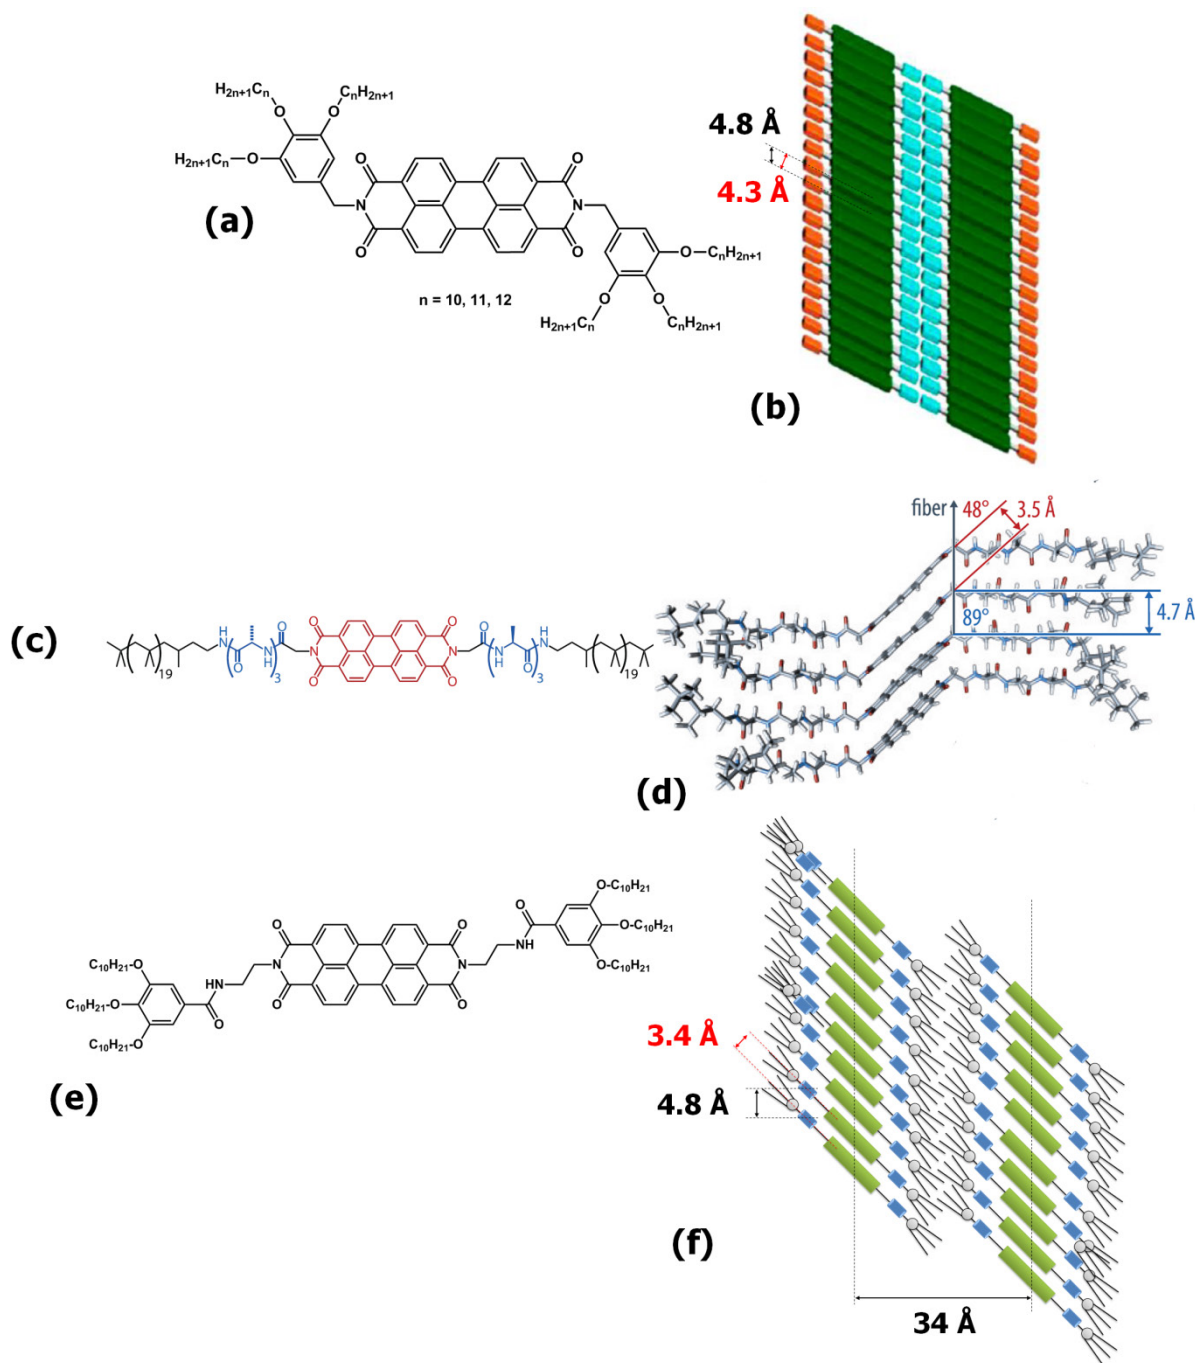 H2n+1Cn
CnH2n+1
O
O
H2n+1Cn
O
O
O
N
N
O
O
O
CnH2n+1
O
O
H2n+1Cn
CnH2n+1
n = 10, 11, 12
(a)
4.8 Å
4.3 Å
(b)
(c)
19
H
N
O
N
H
3
O
O
O
N
N
O
O
O
H
N
O
N
H
3
19
fiber
48°
3.5 Å
89°
4.7 Å
(d)
O-C10H21
O
O-C10H21
NH
O-C10H21
O
O
N
N
O
O
C10H21-O
HN
C10H21-O
O
C10H21-O
(e)
3.4 Å
4.8 Å
(f)
34 Å